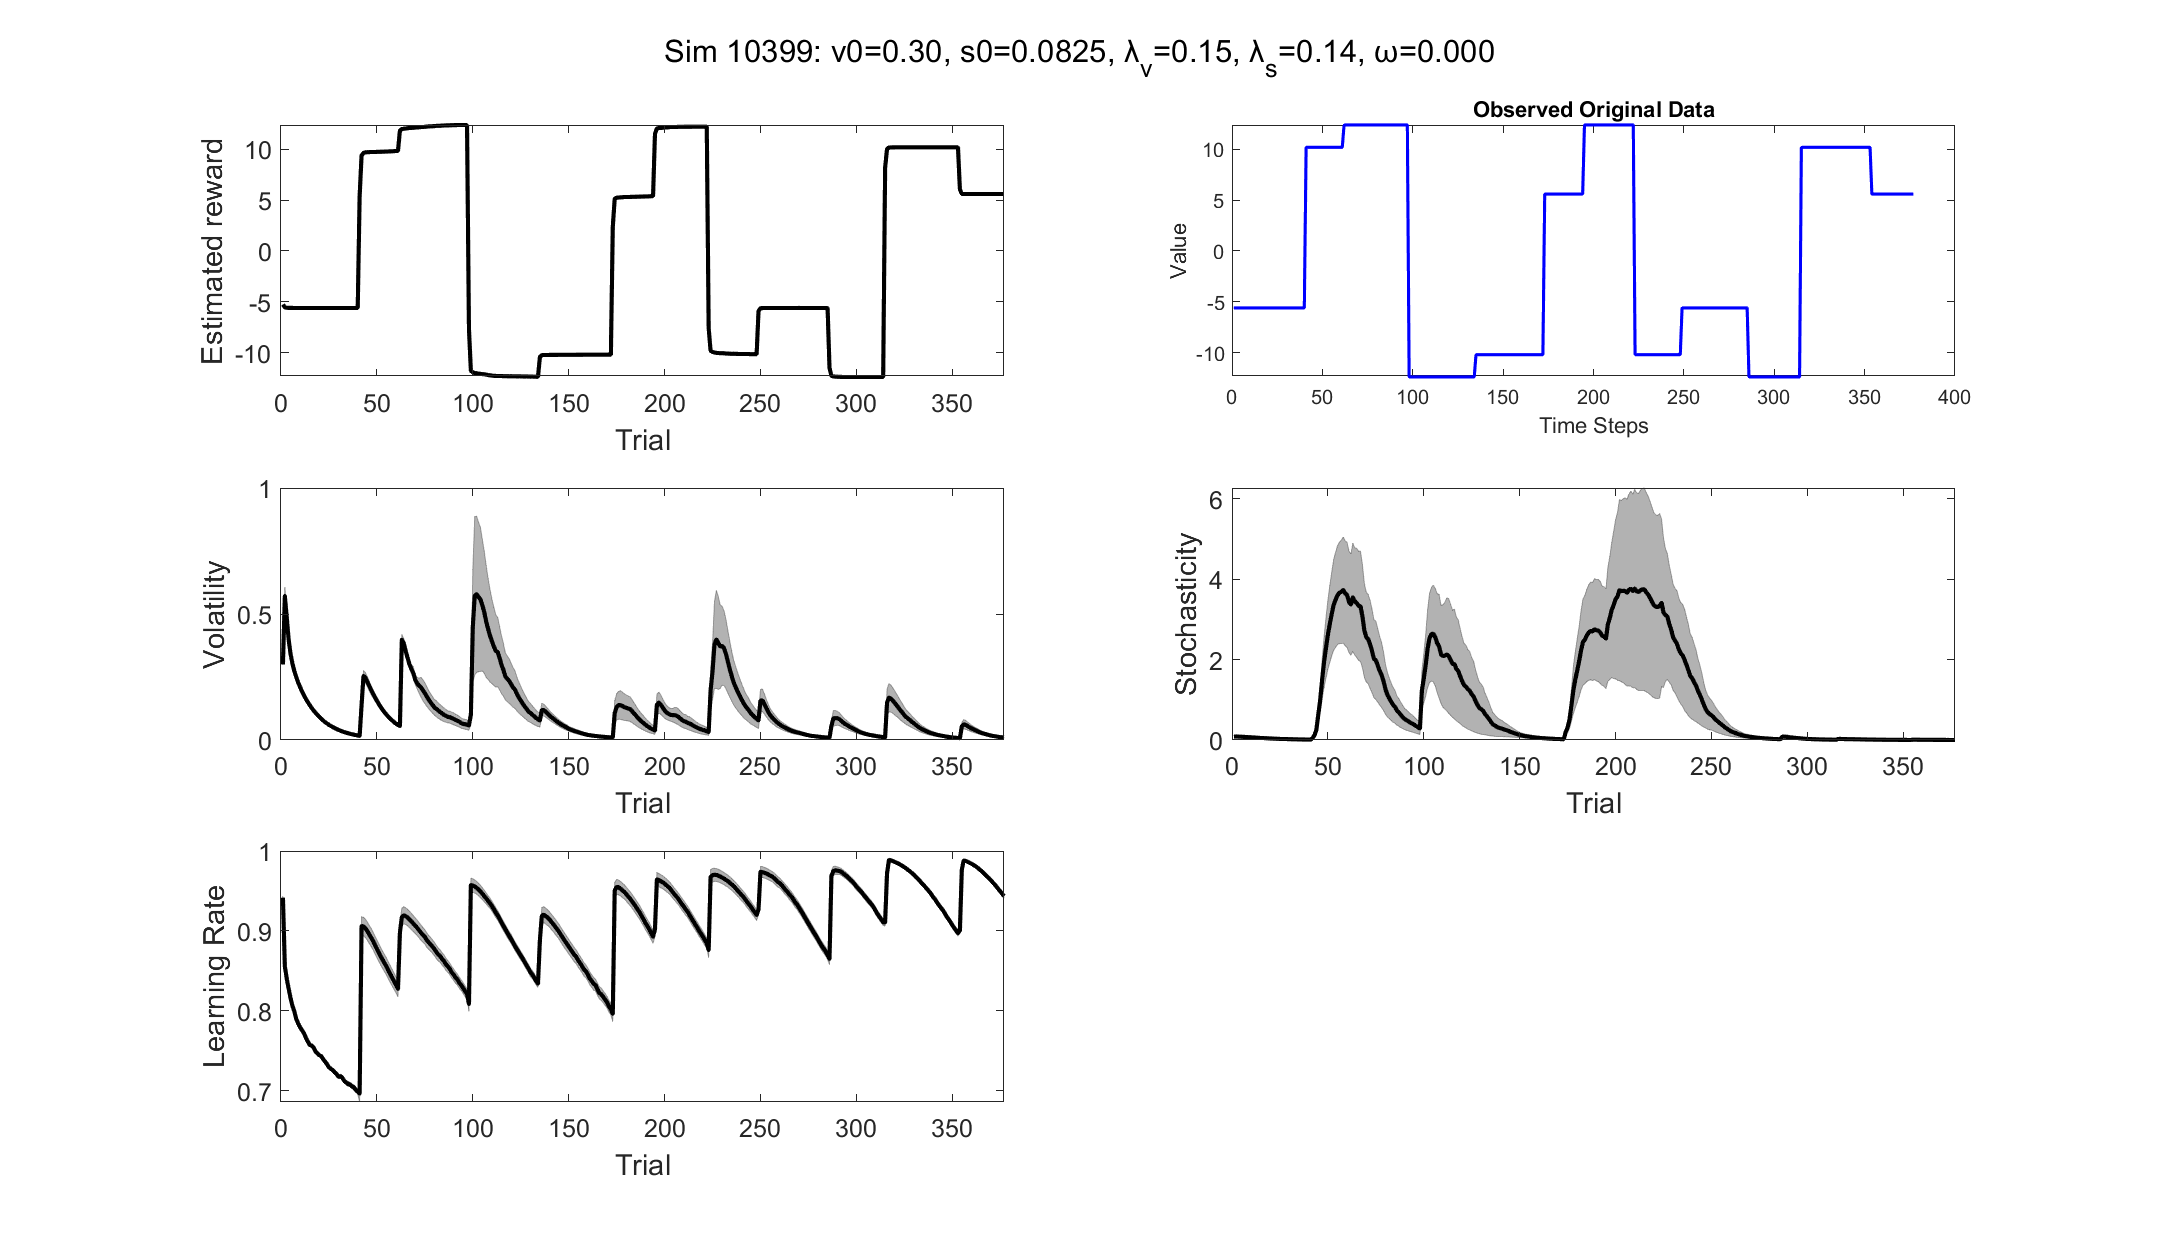 Sim 10399: v0=0.30, s0=0.0825, λv=0.15, λs=0.14, ω=0.000
Estimated reward
10
5
0
-5
-10
0 50 100 150 200 250 300 350
Trial
Observed Original Data
Value
10
5
0
-5
-10
0 50 100 150 200 250 300 350 400
Time Steps
Volatility
1
0.5
0
0 50 100 150 200 250 300 350
Trial
Stochasticity
6
4
2
0
0 50 100 150 200 250 300 350
Trial
Learning Rate
1
0.9
0.8
0.7
0 50 100 150 200 250 300 350
Trial